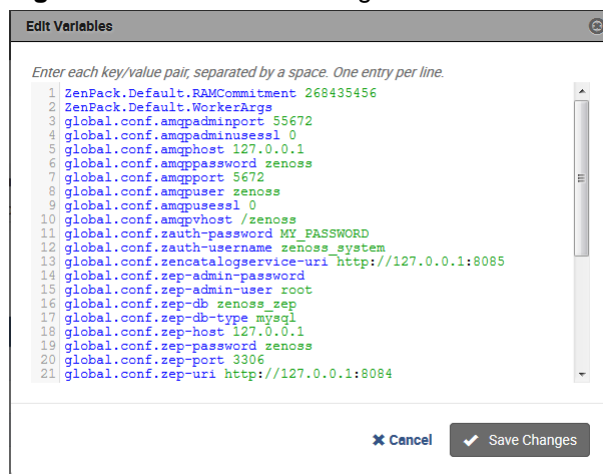 Edit Variables
Enter each key/value pair, separated by a space. One entry per line.
1 ZenPack.Default.RAMCommitment 268435456
2 ZenPack.Default.WorkerArgs
3 global.conf.amqpadminport 55672
4 global.conf.amqpadminusessl 0
5 global.conf.amqphost 127.0.0.1
6 global.conf.amqppassword zenoss
7 global.conf.amqpport 5672
8 global.conf.amqpuser zenoss
9 global.conf.amqpusessl 0
10 global.conf.amqpvhost /zenoss
11 global.conf.zauth-password MY_PASSWORD
12 global.conf.zauth-username zenoss_system
13 global.conf.zencatalogservice-uri http://127.0.0.1:8085
14 global.conf.zep-admin-password
15 global.conf.zep-admin-user root
16 global.conf.zep-db zenoss_zep
17 global.conf.zep-db-type mysql
18 global.conf.zep-host 127.0.0.1
19 global.conf.zep-password zenoss
20 global.conf.zep-port 3306
21 global.conf.zep-uri http://127.0.0.1:8084
Cancel Save Changes